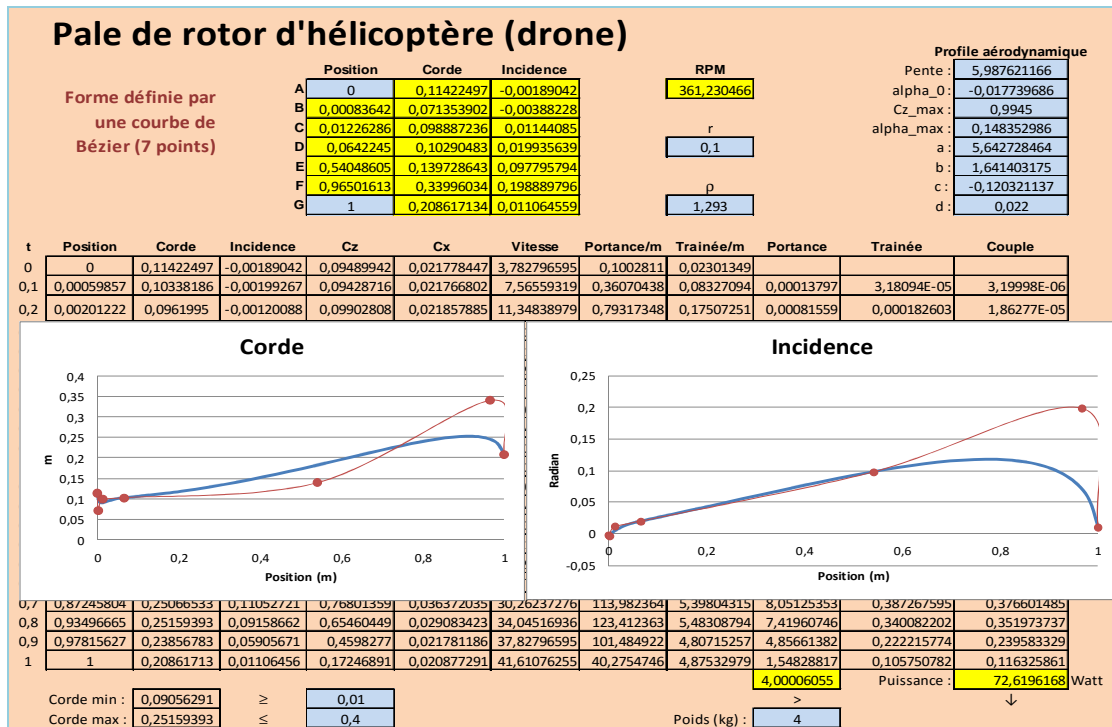 Pale de rotor d'hélicoptère (drone)
Profile aérodynamique
Position Corde Incidence RPM Pente : 5,987621166
A 0 0,11422497 -0,00189042 361,230466 alpha_0 : -0,017739686
Forme définie par
une courbe de
Bézier (7 points)
B 0,00083642 0,071353902 -0,00388228 Cz_max : 0,9945
C 0,01226286 0,098887236 0,01144085 r alpha_max : 0,148352986
D 0,0642245 0,10290483 0,019935639 0,1 a : 5,642728464
E 0,54048605 0,139728043 0,097795794 b : 1,641403175
F 0,96501613 0,33996034 0,198889796 ρ c : -0,120321137
G 1 0,208617134 0,011064559 1,293 d : 0,022
t Position Corde Incidence Cz Cx Vitesse Portance/m Trainée/m Portance Trainée Couple
0 0 0,11422497 -0,00189042 0,09489942 0,021778447 3,782796595 0,1002811 0,02301349
0,1 0,00059857 0,10338186 -0,00199267 0,09428716 0,021766802 7,56559319 0,36070438 0,08327094 0,00013797 3,18094E-05 3,19998E-06
0,2 0,00201222 0,0961995 -0,00120088 0,09902808 0,021857885 11,34838979 0,79317348 0,17507251 0,00081559 0,000182603 1,86277E-05
Corde
0,4
0,35
0,3
0,25
0,2
0,15
0,1
0,05
0
m
0 0,2 0,4 0,6 0,8 1
Position (m)
Incidence
0,25
0,2
0,15
0,1
0,05
0
-0,05
Radian
0 0,2 0,4 0,6 0,8 1
Position (m)
0,7 0,87245804 0,25066533 0,11052721 0,76801359 0,036372035 30,26237276 113,982364 5,39804315 8,05125353 0,387267595 0,376601485
0,8 0,93496665 0,25159393 0,09158662 0,65460449 0,029083423 34,04516936 123,412363 5,48308794 7,41960746 0,340082202 0,351973737
0,9 0,97815627 0,23856783 0,05905671 0,4598277 0,021781186 37,82796595 101,484922 4,80715257 4,85661382 0,222215774 0,239583329
1 1 0,20861713 0,01106456 0,17246891 0,020877291 41,61076255 40,2754746 4,87532979 1,54828817 0,105750782 0,116325861
4,00006055 Puissance : 72,6196168 Watt
Corde min : 0,09056291 ≥ 0,01 > ↓
Corde max : 0,25159393 ≤ 0,4 Poids (kg) : 4